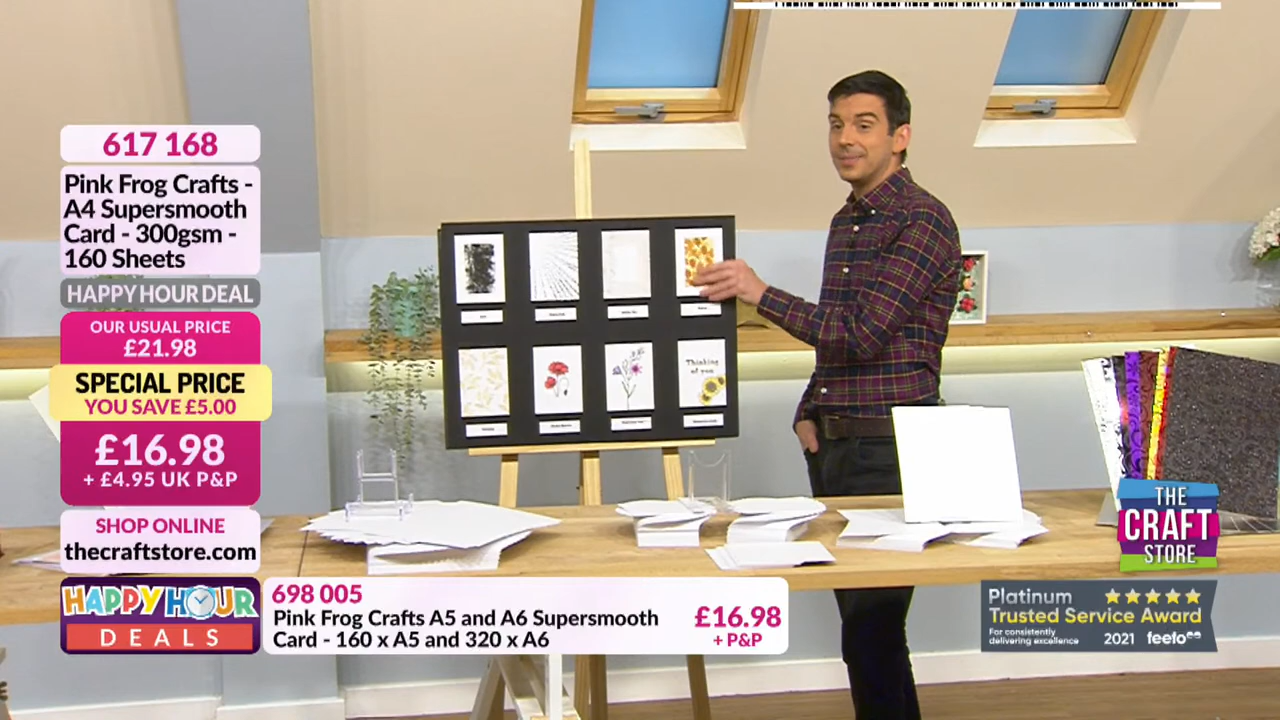 617 168
Pink Frog Crafts -
A4 Supersmooth
Card - 300gsm -
160 Sheets
HAPPY HOUR DEAL
OUR USUAL PRICE
£21.98
SPECIAL PRICE
YOU SAVE £5.00
£16.98
+ £4.95 UK P&P
SHOP ONLINE
thecraftstore.com
HAPPY HOUR
DEALS
698 005
Pink Frog Crafts A5 and A6 Supersmooth
Card - 160 x A5 and 320 x A6
£16.98
+ P&P
Thinking
of you
THE
CRAFT
STORE
Platinum
Trusted Service Award
For consistently
delivering excellence
2021 feefo